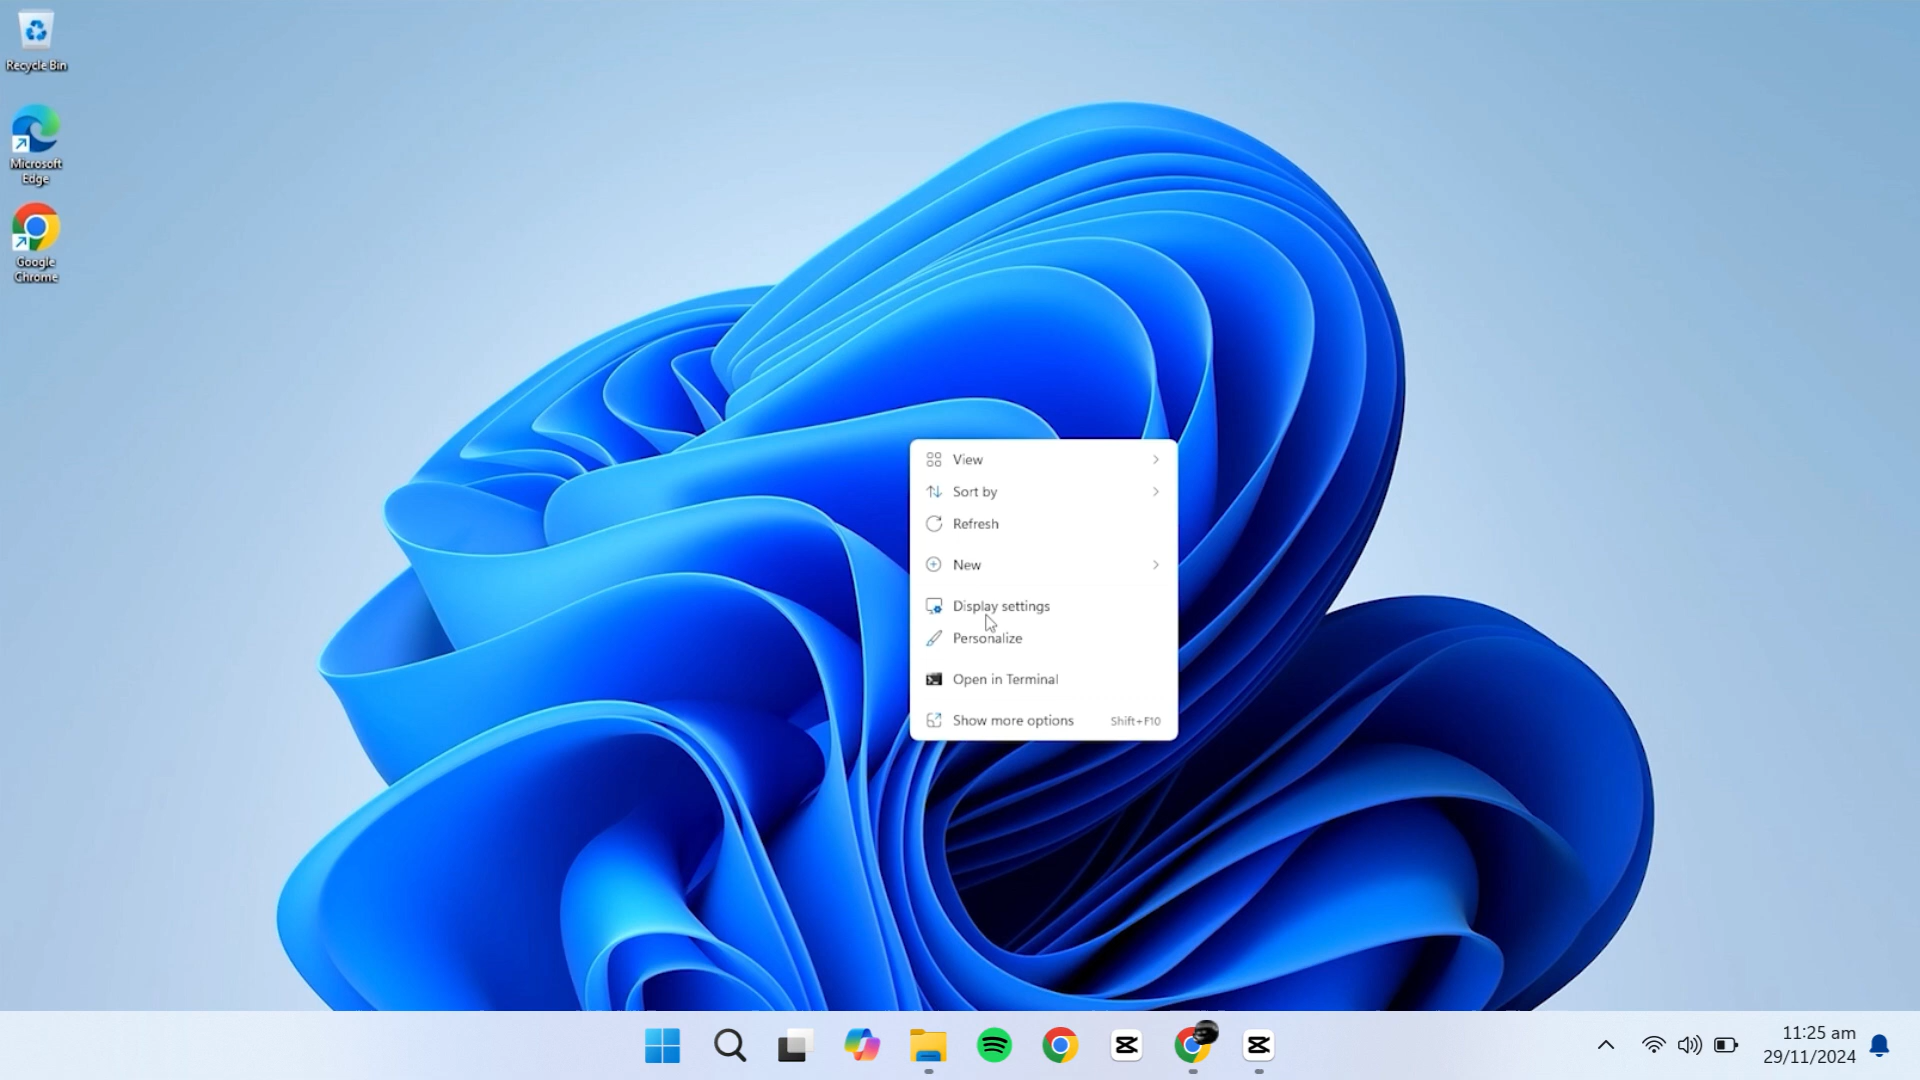 Recycle Bin
Microsoft
Edge
Google
Chrome
View
Sort by
Refresh
New
Display settings
Personalize
Open in Terminal
Show more options Shift+F10
11:25 am
29/11/2024